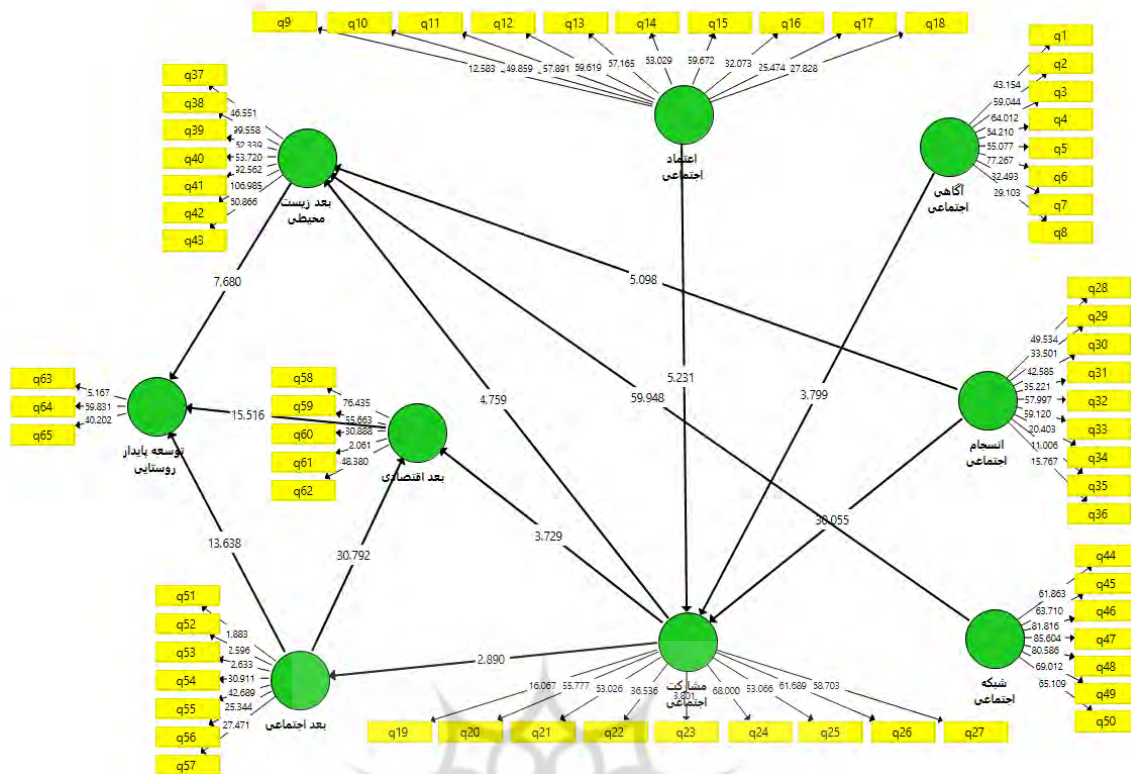 q9
q10
q11
q12
q13
q14
q15
q16
q17
q18
12.583
49.859
57.891
59.619
57.165
53.029
59.672
32.073
25.474
27.828
اعتماد
اجتماعی
q1
q2
q3
q4
q5
q6
q7
q8
43.154
59.044
64.012
54.210
55.077
77.267
32.493
29.103
آگاهی
اجتماعی
q37
q38
q39
q40
q41
q42
q43
46.551
99.558
52.339
53.720
92.562
106.985
50.866
بعد زیست
محیطی
7.680
5.098
5.231
3.799
4.759
59.948
q28
q29
q30
q31
q32
q33
q34
q35
q36
49.534
33.501
42.585
35.221
57.997
59.120
20.403
11.006
15.767
انسجام
اجتماعی
30.055
q63
q64
q65
5.167
59.831
40.202
توسعه پایدار
روستایی
15.516
q58
q59
q60
q61
q62
76.435
55.663
30.888
2.061
48.380
بعد اقتصادی
13.638
30.792
3.729
q44
q45
q46
q47
q48
q49
q50
61.863
63.710
81.816
85.604
80.586
69.012
65.109
شبکه
اجتماعی
q51
q52
q53
q54
q55
q56
q57
1.883
2.596
2.633
30.911
42.689
25.344
27.471
بعد اجتماعی
2.890
16.067
55.777
53.026
36.536
68.000
53.066
61.689
58.703
مشارکت
اجتماعی
q19
q20
q21
q22
q23
q24
q25
q26
q27